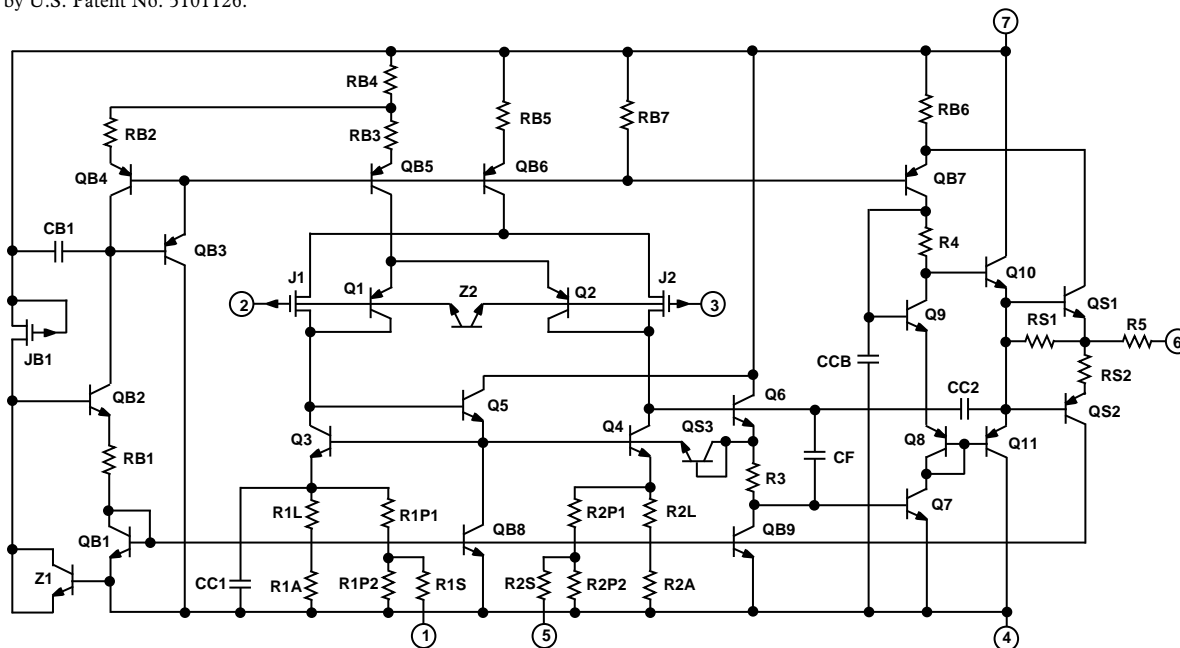 by U.S. Patent No. 5101126.
7
RB4
RB2
RB3
RB5
RB7
RB6
QB4
QB5
QB6
QB7
CB1
QB3
R4
J1
Q1
Z2
Q2
J2
Q10
2
3
QS1
JB1
Q9
RS1
R5
6
CCB
RS2
QB2
Q5
Q6
CC2
QS2
Q3
Q4
QS3
Q8
Q11
RB1
CF
R3
Q7
R1L
R1P1
R2P1
R2L
QB1
QB8
QB9
Z1
CC1
R1A
R1P2
R1S
R2S
R2P2
R2A
1
5
4